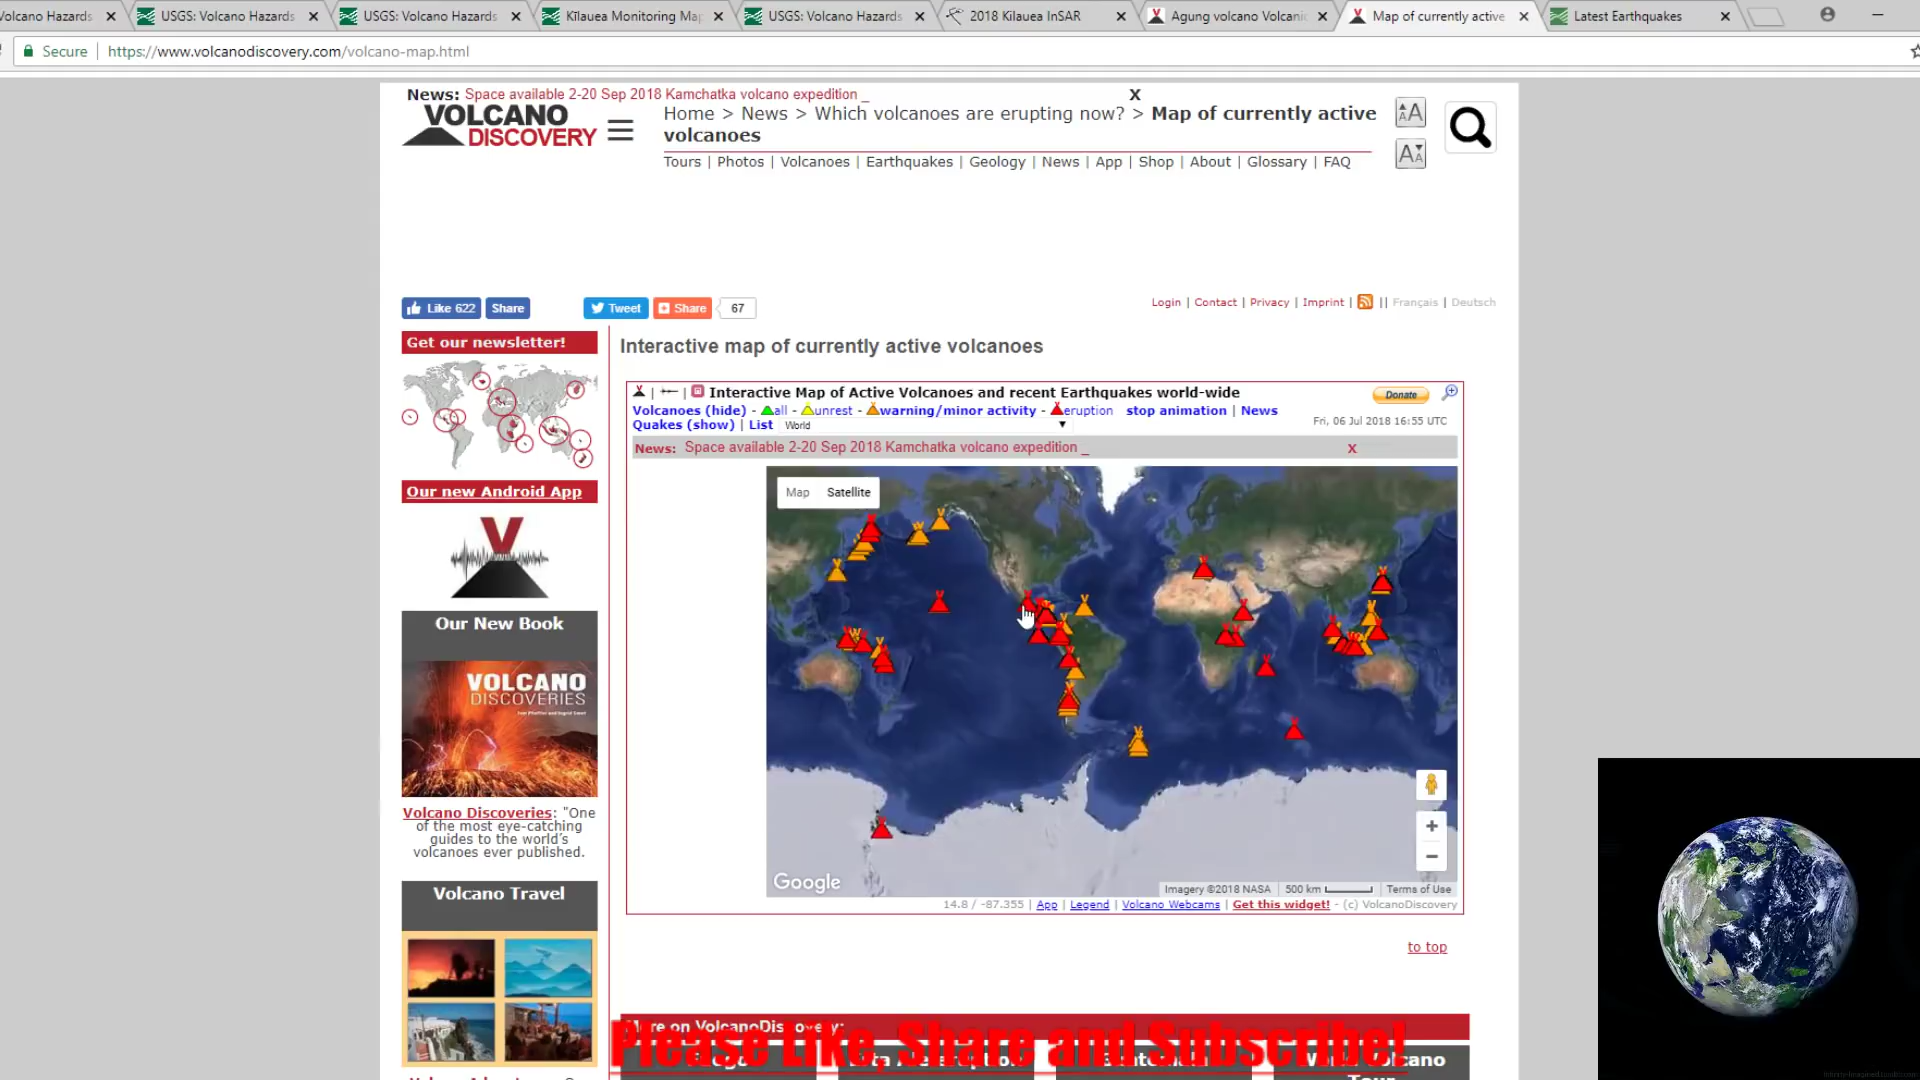 Volcano Hazards
USGS: Volcano Hazards
USGS: Volcano Hazards
Kīlauea Monitoring Map
USGS: Volcano Hazards
2018 Kilauea InSAR
Agung volcano Volcanic
Map of currently active
Latest Earthquakes
Secure | https://www.volcanodiscovery.com/volcano-map.html
News: Space available 2-20 Sep 2018 Kamchatka volcano expedition _
X
VOLCANO
DISCOVERY
Home > News > Which volcanoes are erupting now? > Map of currently active
volcanoes
Tours | Photos | Volcanoes | Earthquakes | Geology | News | App | Shop | About | Glossary | FAQ
AA
AA
Like 622
Share
Tweet
Share
67
Login | Contact | Privacy | Imprint | || Français | Deutsch
Get our newsletter!
Our new Android App
Our New Book
VOLCANO
DISCOVERIES
Volcano Discoveries: "One
of the most eye-catching
guides to the world's
volcanoes ever published.
Volcano Travel
Interactive map of currently active volcanoes
Interactive Map of Active Volcanoes and recent Earthquakes world-wide
Donate
Volcanoes (hide) - all - unrest - warning/minor activity - eruption stop animation | News
Quakes (show) | List World
Fri, 06 Jul 2018 16:55 UTC
News: Space available 2-20 Sep 2018 Kamchatka volcano expedition _
X
Map
Satellite
Google
Imagery ©2018 NASA
500 km
Terms of Use
14.8 / -87.355 | App | Legend | Volcano Webcams | Get this widget! - (c) VolcanoDiscovery
to top
More on VolcanoDiscovery:
Please Like, Share and Subscribe!